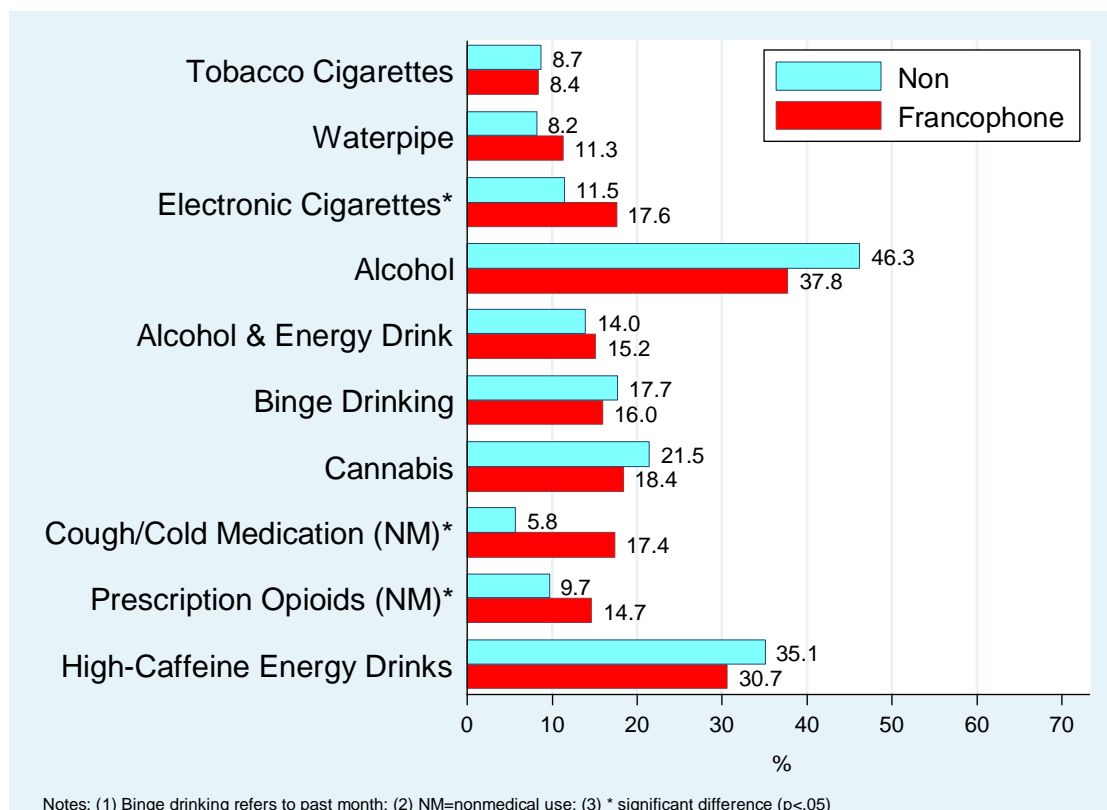 Tobacco Cigarettes
8.7
8.4
Non
Francophone
Waterpipe
8.2
11.3
Electronic Cigarettes*
11.5
17.6
Alcohol
46.3
37.8
Alcohol & Energy Drink
14.0
15.2
Binge Drinking
17.7
16.0
Cannabis
21.5
18.4
Cough/Cold Medication (NM)*
5.8
17.4
Prescription Opioids (NM)*
9.7
14.7
High-Caffeine Energy Drinks
35.1
30.7
0 10 20 30 40 50 60 70
%
Notes: (1) Binge drinking refers to past month; (2) NM=nonmedical use; (3) * significant difference (p<.05)